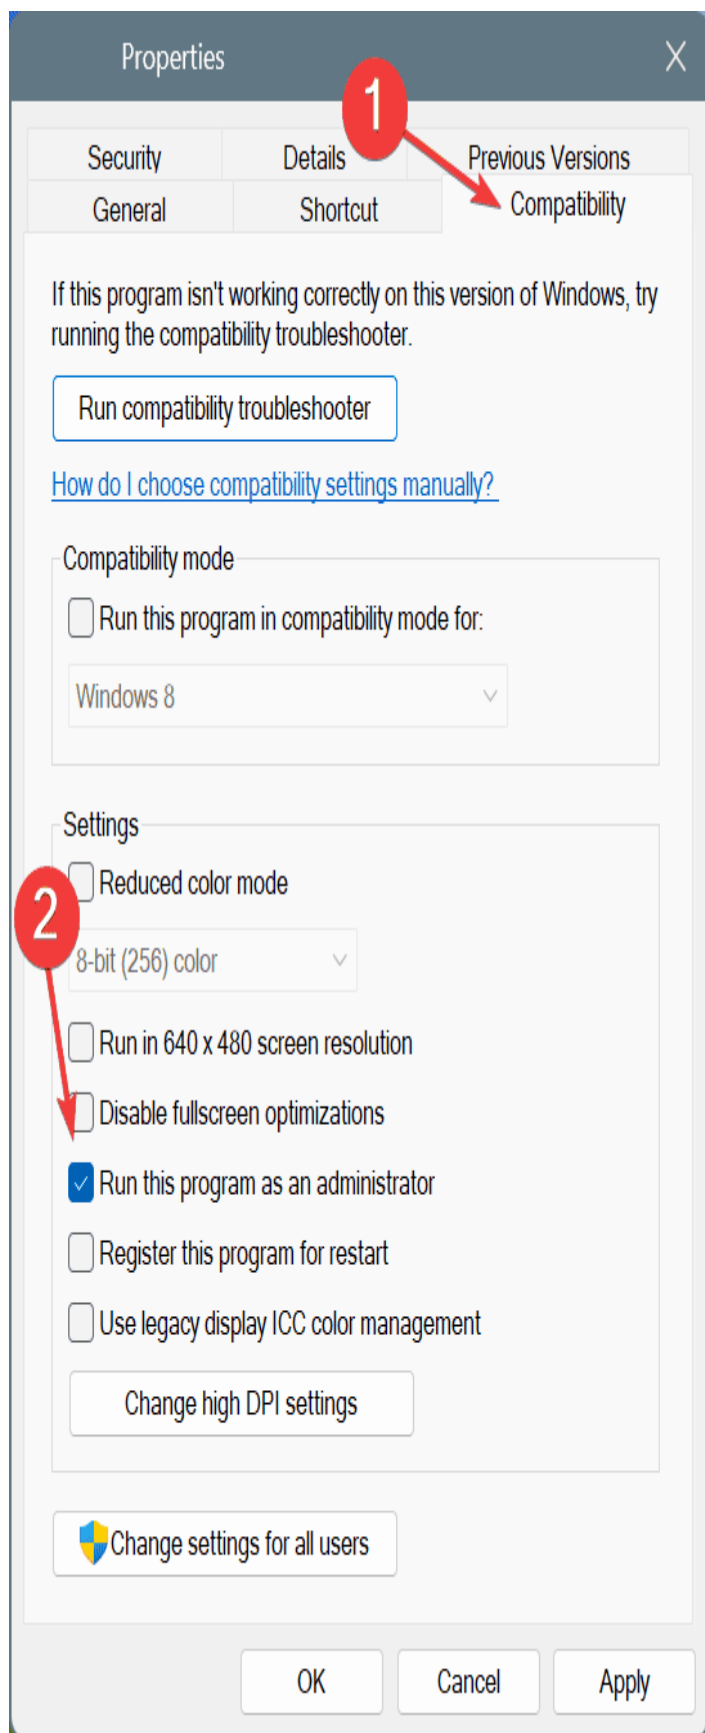 Properties
X
1
Security
Details
Previous Versions
General
Shortcut
Compatibility
If this program isn't working correctly on this version of Windows, try
running the compatibility troubleshooter.
Run compatibility troubleshooter
How do I choose compatibility settings manually?
Compatibility mode
Run this program in compatibility mode for:
Windows 8
Settings
Reduced color mode
2
8-bit (256) color
Run in 640 x 480 screen resolution
Disable fullscreen optimizations
Run this program as an administrator
Register this program for restart
Use legacy display ICC color management
Change high DPI settings
Change settings for all users
OK
Cancel
Apply